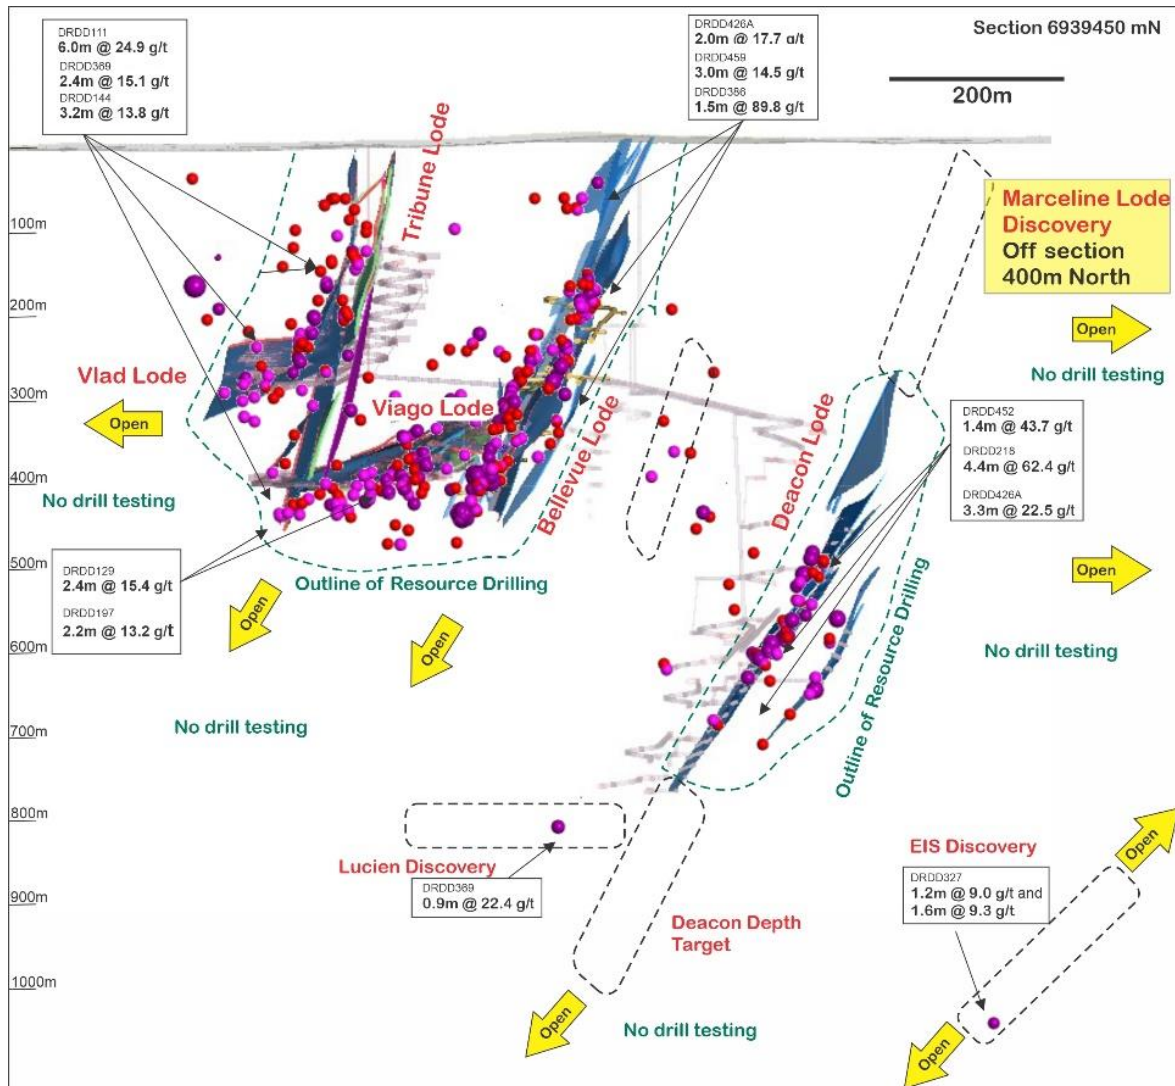 Section 6939450 mN
200m
DRDD111
6.0m @ 24.9 g/t
DRDD369
2.4m @ 15.1 g/t
DRDD144
3.2m @ 13.8 g/t
DRDD426A
2.0m @ 17.7 g/t
DRDD459
3.0m @ 14.5 g/t
DRDD386
1.5m @ 89.8 g/t
Tribune Lode
Marceline Lode
Discovery
Off section
400m North
100m
200m
300m
400m
500m
600m
700m
800m
900m
1000m
Vlad Lode
Viago Lode
Bellevue Lode
Deacon Lode
Open
No drill testing
Open
No drill testing
DRDD452
1.4m @ 43.7 g/t
DRDD218
4.4m @ 62.4 g/t
DRDD426A
3.3m @ 22.5 g/t
DRDD129
2.4m @ 15.4 g/t
DRDD197
2.2m @ 13.2 g/t
Outline of Resource Drilling
Open
Open
Open
No drill testing
No drill testing
Outline of Resource Drilling
Lucien Discovery
DRDD369
0.9m @ 22.4 g/t
Deacon Depth
Target
EIS Discovery
DRDD327
1.2m @ 9.0 g/t and
1.6m @ 9.3 g/t
Open
Open
No drill testing
Open